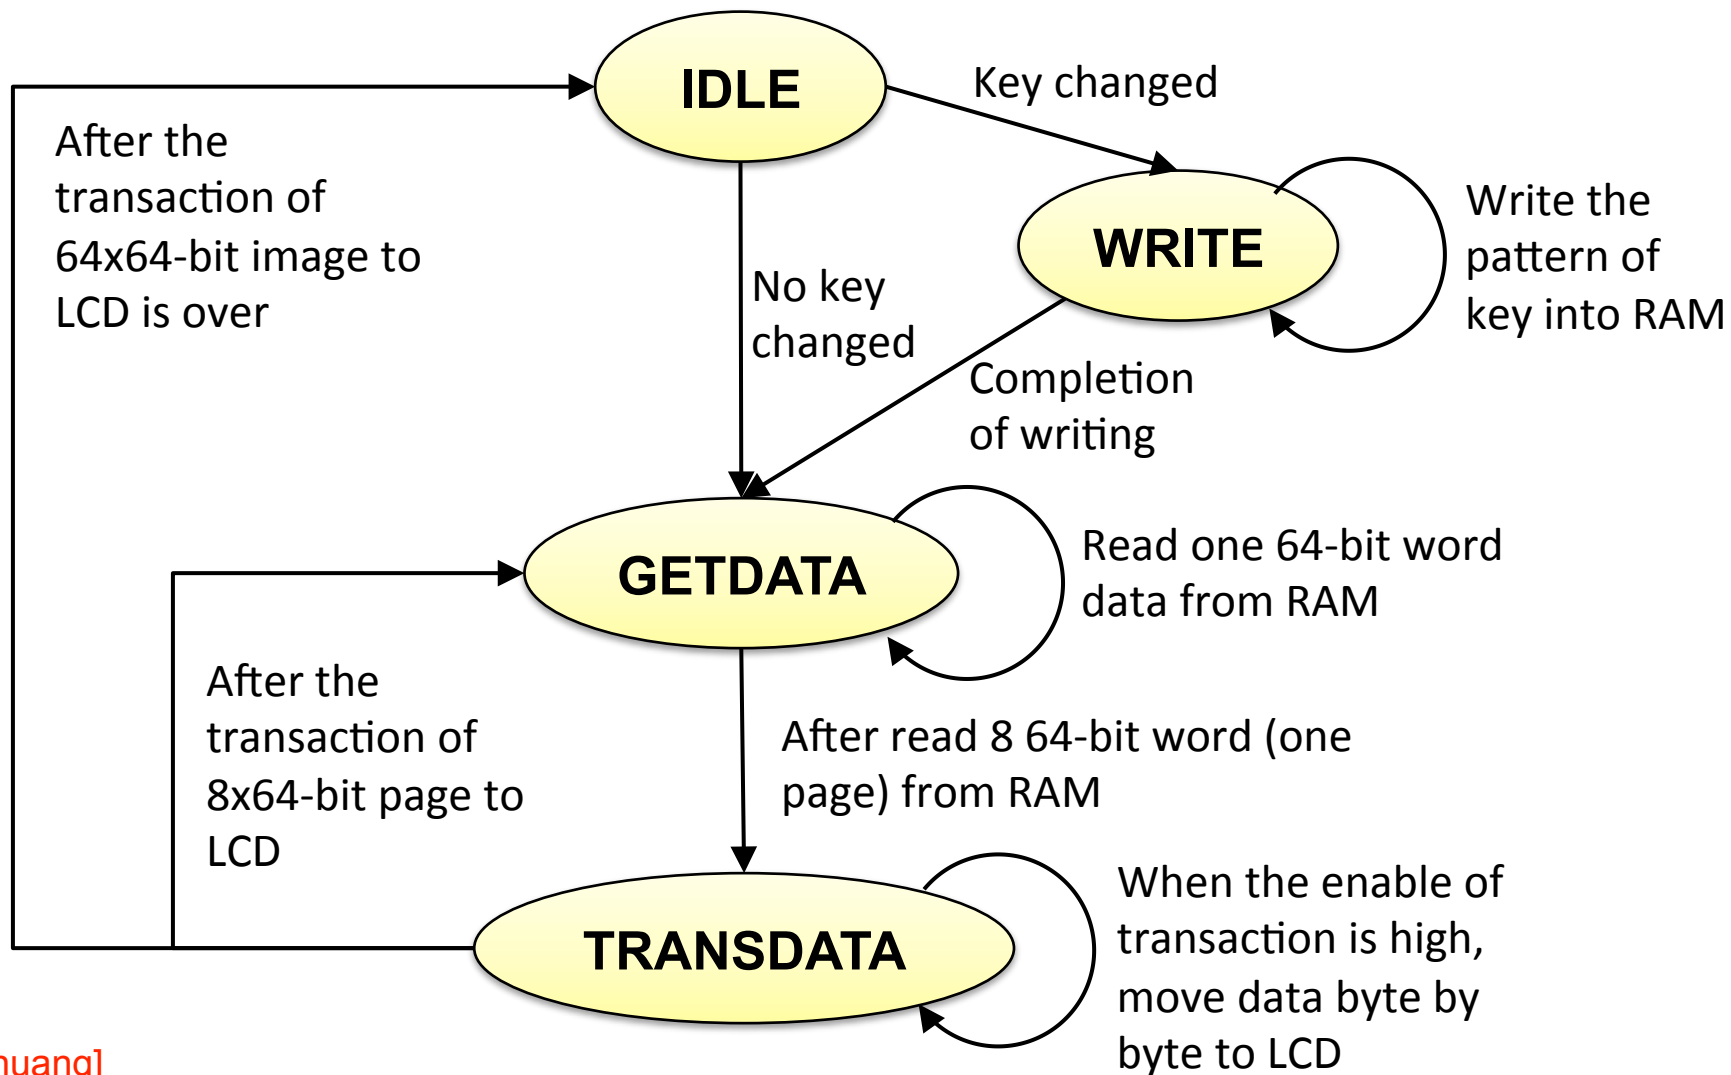 IDLE
Key changed
After the
transaction of
64x64-bit image to
LCD is over
WRITE
Write the
pattern of
key into RAM
No key
changed
Completion
of writing
GETDATA
Read one 64-bit word
data from RAM
After the
transaction of
8x64-bit page to
LCD
After read 8 64-bit word (one
page) from RAM
TRANSDATA
When the enable of
transaction is high,
move data byte by
byte to LCD